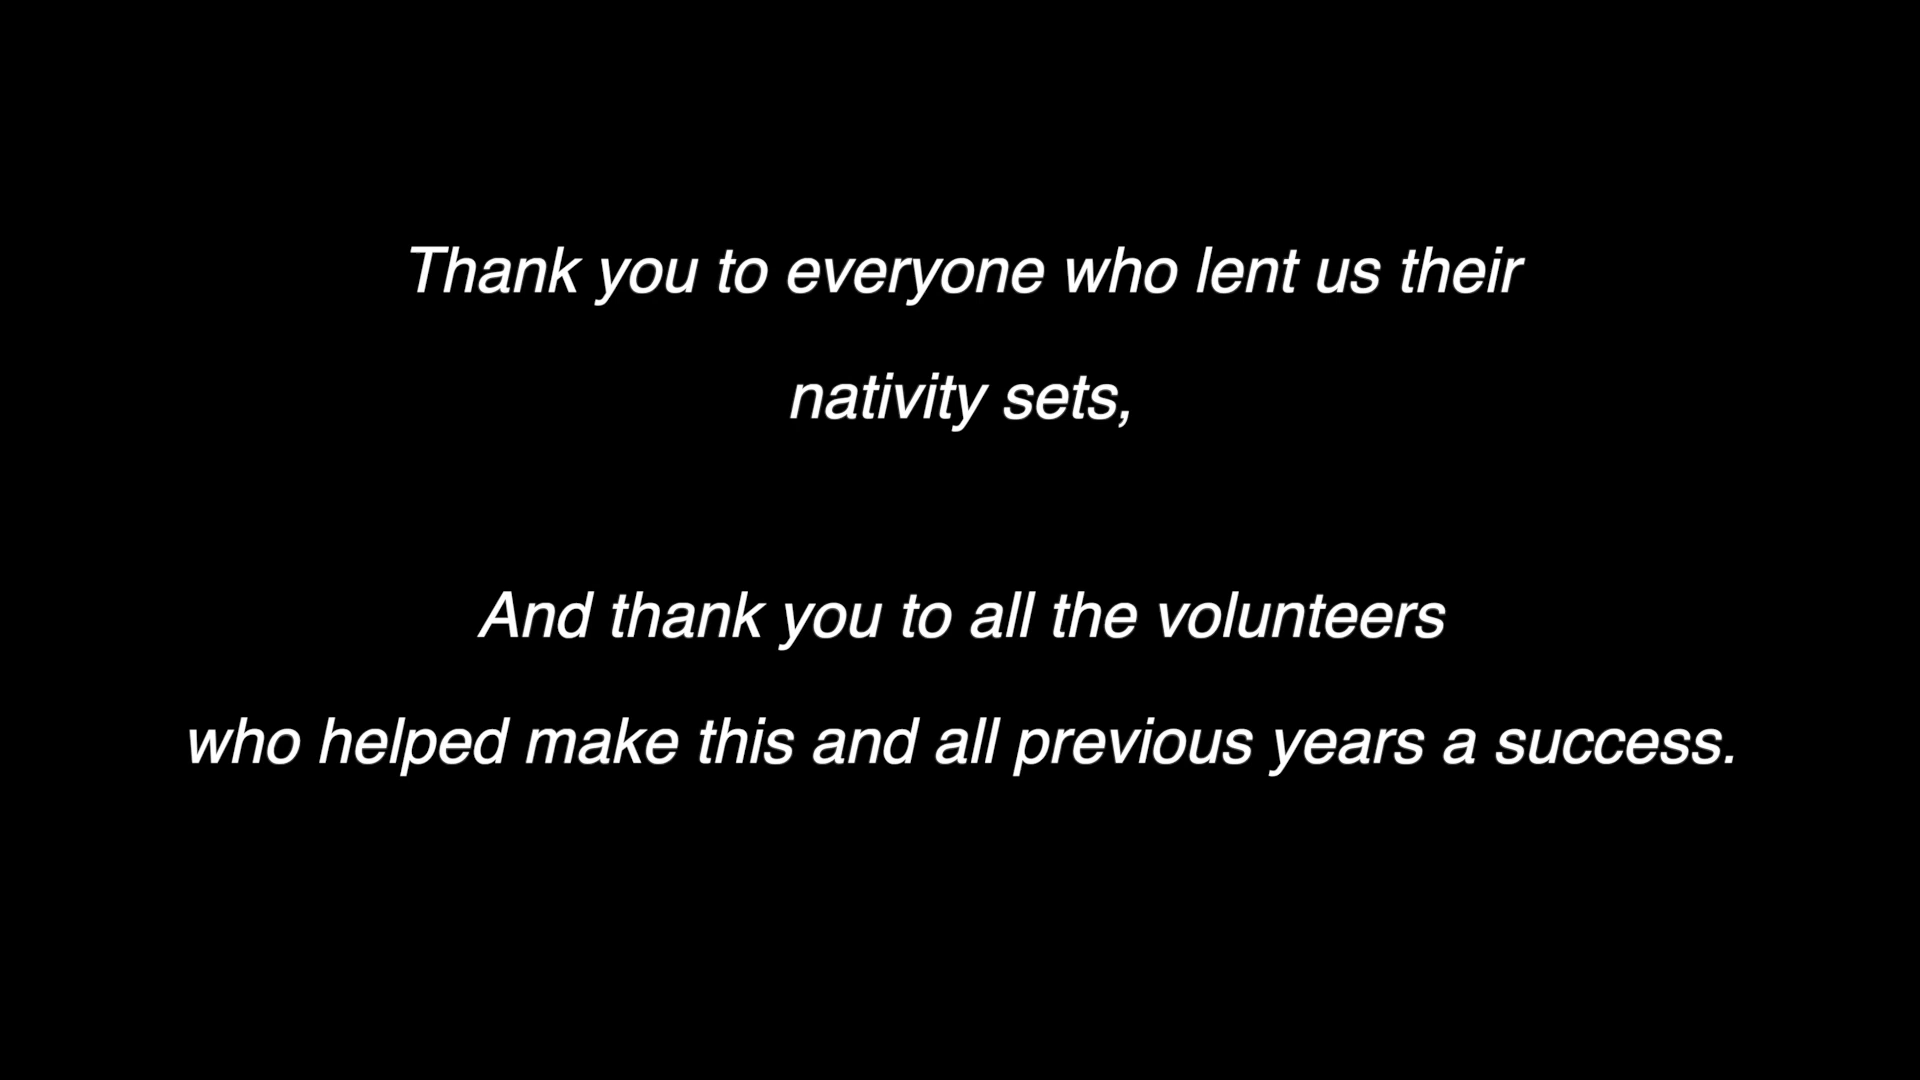 Thank you to everyone who lent us their
nativity sets,
And thank you to all the volunteers
who helped make this and all previous years a success.